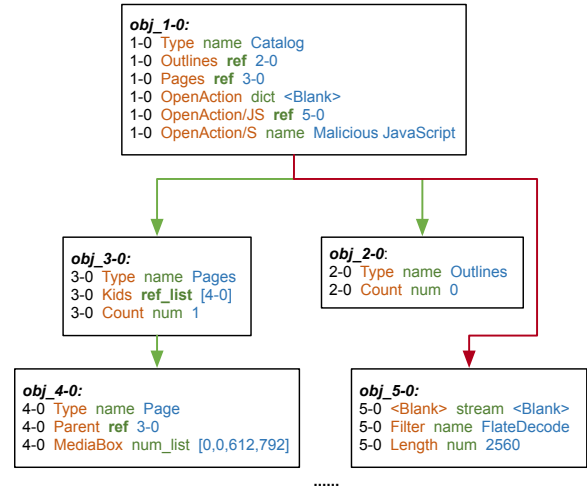 obj_1-0:
1-0 Type name Catalog
1-0 Outlines ref 2-0
1-0 Pages ref 3-0
1-0 OpenAction dict <Blank>
1-0 OpenAction/JS ref 5-0
1-0 OpenAction/S name Malicious JavaScript
obj_3-0:
3-0 Type name Pages
3-0 Kids ref_list [4-0]
3-0 Count num 1
obj_2-0:
2-0 Type name Outlines
2-0 Count num 0
obj_4-0:
4-0 Type name Page
4-0 Parent ref 3-0
4-0 MediaBox num_list [0,0,612,792]
obj_5-0:
5-0 <Blank> stream <Blank>
5-0 Filter name FlateDecode
5-0 Length num 2560
......